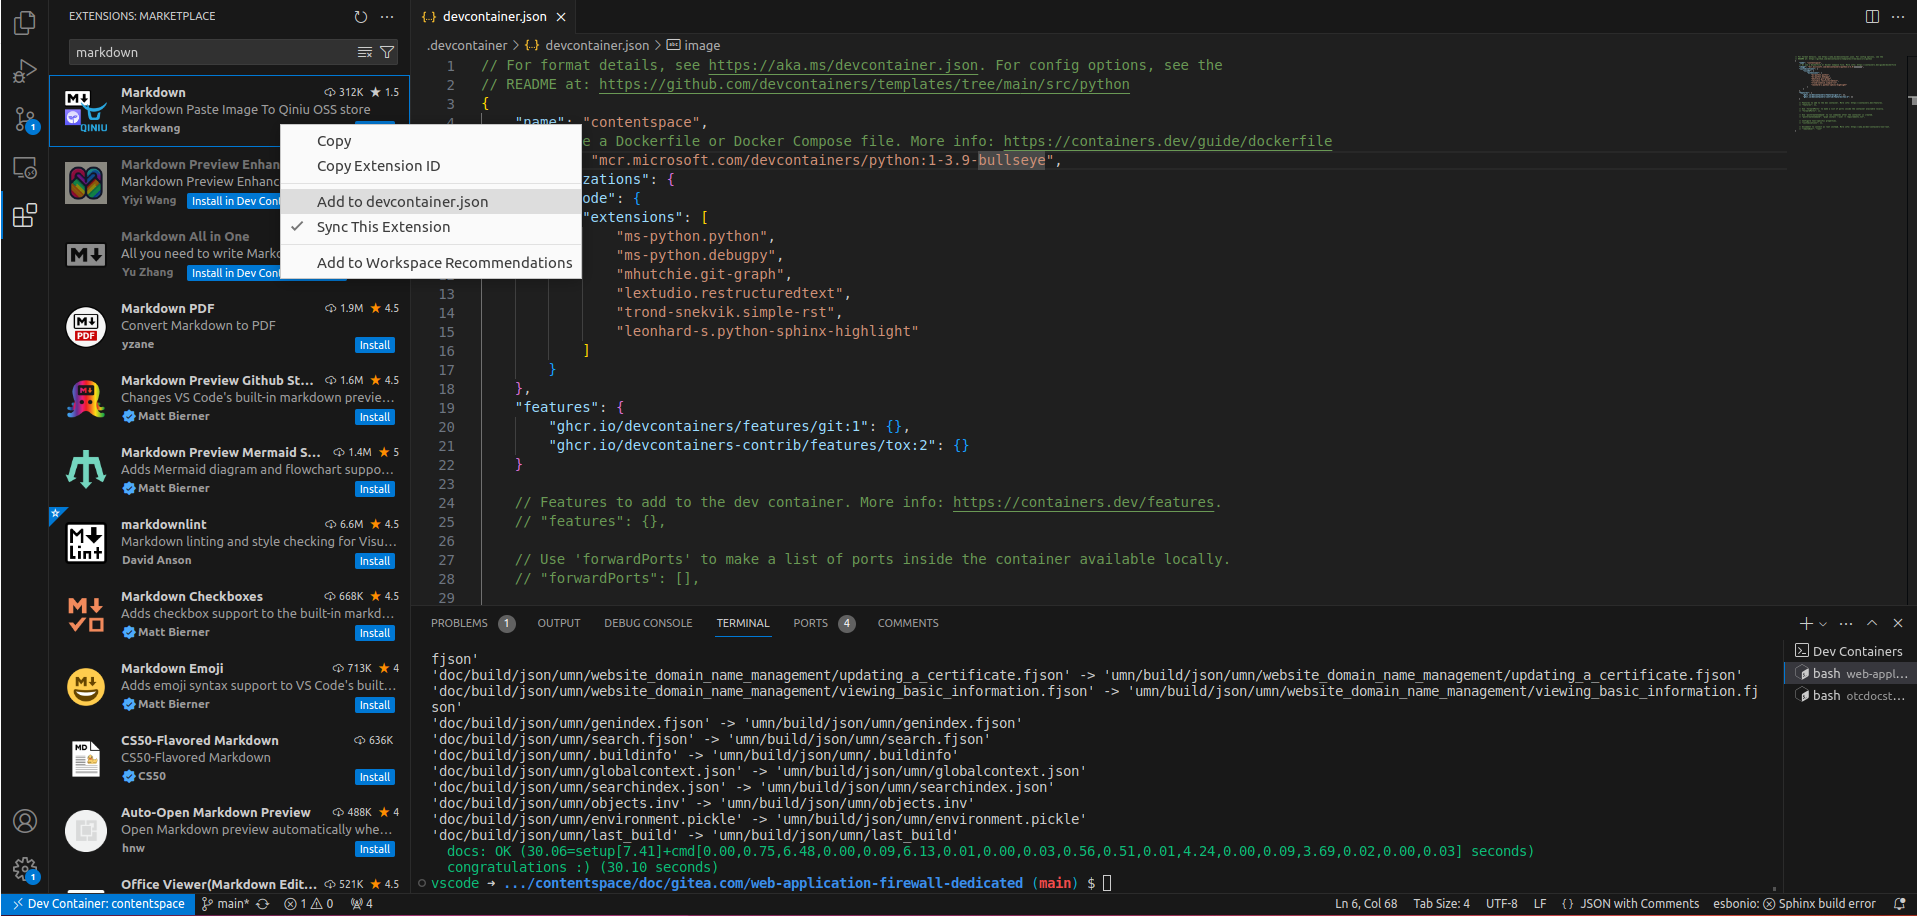 EXTENSIONS: MARKETPLACE
markdown
Markdown 312K 1.5
Markdown Paste Image To Qiniu OSS store
starkwang
QINIU
Markdown Preview Enhan
Markdown Preview Enhanc
Yiyi Wang Install in Dev Cont
Markdown All in One
All you need to write Markd
Yu Zhang Install in Dev Cont
Markdown PDF 1.9M 4.5
Convert Markdown to PDF
yzane Install
PDF
Markdown Preview Github St... 1.6M 4.5
Changes VS Code's built-in markdown previe...
Matt Bierner Install
Markdown Preview Mermaid S... 1.4M 5
Adds Mermaid diagram and flowchart suppo...
Matt Bierner Install
markdownlint 6.6M 4.5
Markdown linting and style checking for Visu...
David Anson Install
Lint
Markdown Checkboxes 668K 4.5
Adds checkbox support to the built-in markd...
Matt Bierner Install
Markdown Emoji 713K 4
Adds emoji syntax support to VS Code's built...
Matt Bierner Install
CS50-Flavored Markdown 636K
CS50-Flavored Markdown
CS50 Install
MD
Auto-Open Markdown Preview 488K 4
Open Markdown preview automatically whe...
hnw Install
Office Viewer(Markdown Edit... 521K 4.5
1
1
Copy
Copy Extension ID
Add to devcontainer.json
✓ Sync This Extension
Add to Workspace Recommendations
{..} devcontainer.json ×
.devcontainer > {..} devcontainer.json > image
1 // For format details, see https://aka.ms/devcontainer.json. For config options, see the
2 // README at: https://github.com/devcontainers/templates/tree/main/src/python
3 {
4 "name": "contentspace",
e a Dockerfile or Docker Compose file. More info: https://containers.dev/guide/dockerfile
"mcr.microsoft.com/devcontainers/python:1-3.9-bullseye",
zations": {
ode": {
"extensions": [
"ms-python.python",
"ms-python.debugpy",
"mhutchie.git-graph",
13 "lextudio.restructuredtext",
14 "trond-snekvik.simple-rst",
15 "leonhard-s.python-sphinx-highlight"
16 ]
17 }
18 },
19 "features": {
20 "ghcr.io/devcontainers/features/git:1": {},
21 "ghcr.io/devcontainers-contrib/features/tox:2": {}
22 }
23
24 // Features to add to the dev container. More info: https://containers.dev/features.
25 // "features": {},
26
27 // Use 'forwardPorts' to make a list of ports inside the container available locally.
28 // "forwardPorts": [],
29
PROBLEMS 1 OUTPUT DEBUG CONSOLE TERMINAL PORTS 4 COMMENTS
fjson'
'doc/build/json/umn/website_domain_name_management/updating_a_certificate.fjson' -> 'umn/build/json/umn/website_domain_name_management/updating_a_certificate.fjson'
'doc/build/json/umn/website_domain_name_management/viewing_basic_information.fjson' -> 'umn/build/json/umn/website_domain_name_management/viewing_basic_information.fj
son'
'doc/build/json/umn/genindex.fjson' -> 'umn/build/json/umn/genindex.fjson'
'doc/build/json/umn/search.fjson' -> 'umn/build/json/umn/search.fjson'
'doc/build/json/umn/.buildinfo' -> 'umn/build/json/umn/.buildinfo'
'doc/build/json/umn/globalcontext.json' -> 'umn/build/json/umn/globalcontext.json'
'doc/build/json/umn/searchindex.json' -> 'umn/build/json/umn/searchindex.json'
'doc/build/json/umn/objects.inv' -> 'umn/build/json/umn/objects.inv'
'doc/build/json/umn/environment.pickle' -> 'umn/build/json/umn/environment.pickle'
'doc/build/json/umn/last_build' -> 'umn/build/json/umn/last_build'
docs: OK (30.06=setup[7.41]+cmd[0.00,0.75,6.48,0.00,0.09,6.13,0.01,0.00,0.03,0.56,0.51,0.01,4.24,0.00,0.09,3.69,0.02,0.00,0.03] seconds)
congratulations :) (30.10 seconds)
vscode ➜ .../contentspace/doc/gitea.com/web-application-firewall-dedicated (main) $
Dev Containers
bash web-appl...
bash otcdocst...
Dev Container: contentspace main* 1 0 4
Ln 6, Col 68 Tab Size: 4 UTF-8 LF {} JSON with Comments esbonio: Sphinx build error